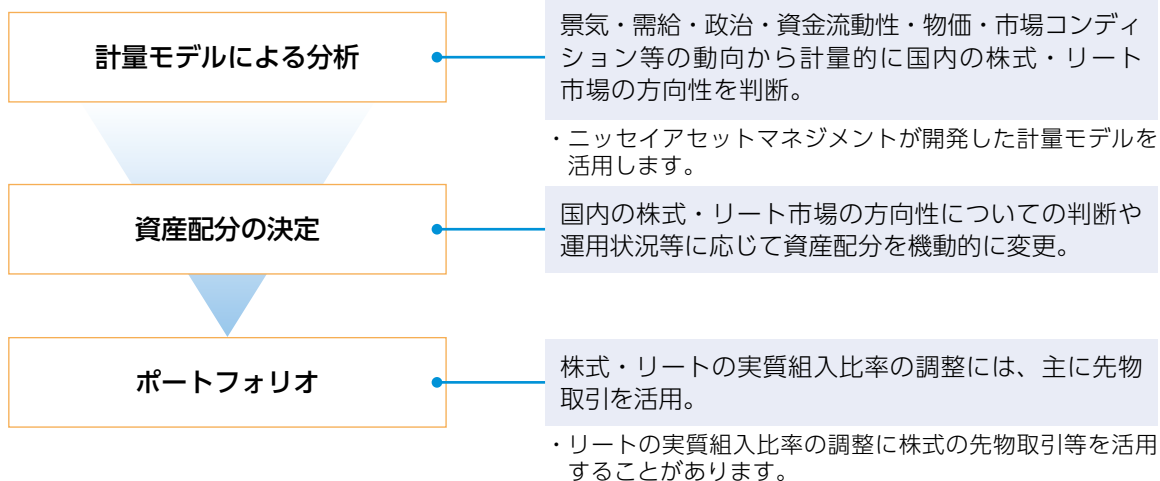 計量モデルによる分析
景気・需給・政治・資金流動性・物価・市場コンディ
ション等の動向から計量的に国内の株式・リート
市場の方向性を判断。
・ニッセイアセットマネジメントが開発した計量モデルを
活用します。
資産配分の決定
国内の株式・リート市場の方向性についての判断や
運用状況等に応じて資産配分を機動的に変更。
ポートフォリオ
株式・リートの実質組入比率の調整には、主に先物
取引を活用。
・リートの実質組入比率の調整に株式の先物取引等を活用
することがあります。